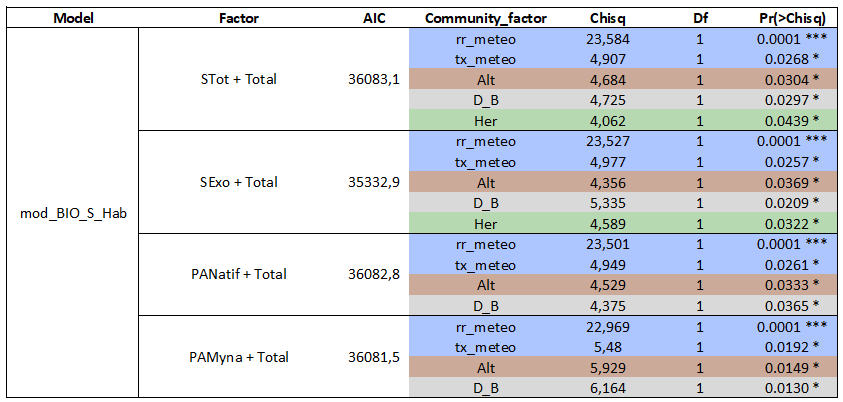 Model Factor AIC Community_factor Chisq Df Pr(>Chisq)
rr_meteo 23,584 1 0.0001 ***
tx_meteo 4,907 1 0.0268 *
STot + Total 36083,1 Alt 4,684 1 0.0304 *
D_B 4,725 1 0.0297 *
Her 4,062 1 0.0439 *
rr_meteo 23,527 1 0.0001 ***
tx_meteo 4,977 1 0.0257 *
SExo + Total 35332,9 Alt 4,356 1 0.0369 *
D_B 5,335 1 0.0209 *
mod_BIO_S_Hab
Her 4,589 1 0.0322 *
rr_meteo 23,501 1 0.0001 ***
tx_meteo 4,949 1 0.0261 *
PANatif + Total 36082,8
Alt 4,529 1 0.0333 *
D_B 4,375 1 0.0365 *
rr_meteo 22,969 1 0.0001 ***
tx_meteo 5,48 1 0.0192 *
PAMyna + Total 36081,5
Alt 5,929 1 0.0149 *
D_B 6,164 1 0.0130 *